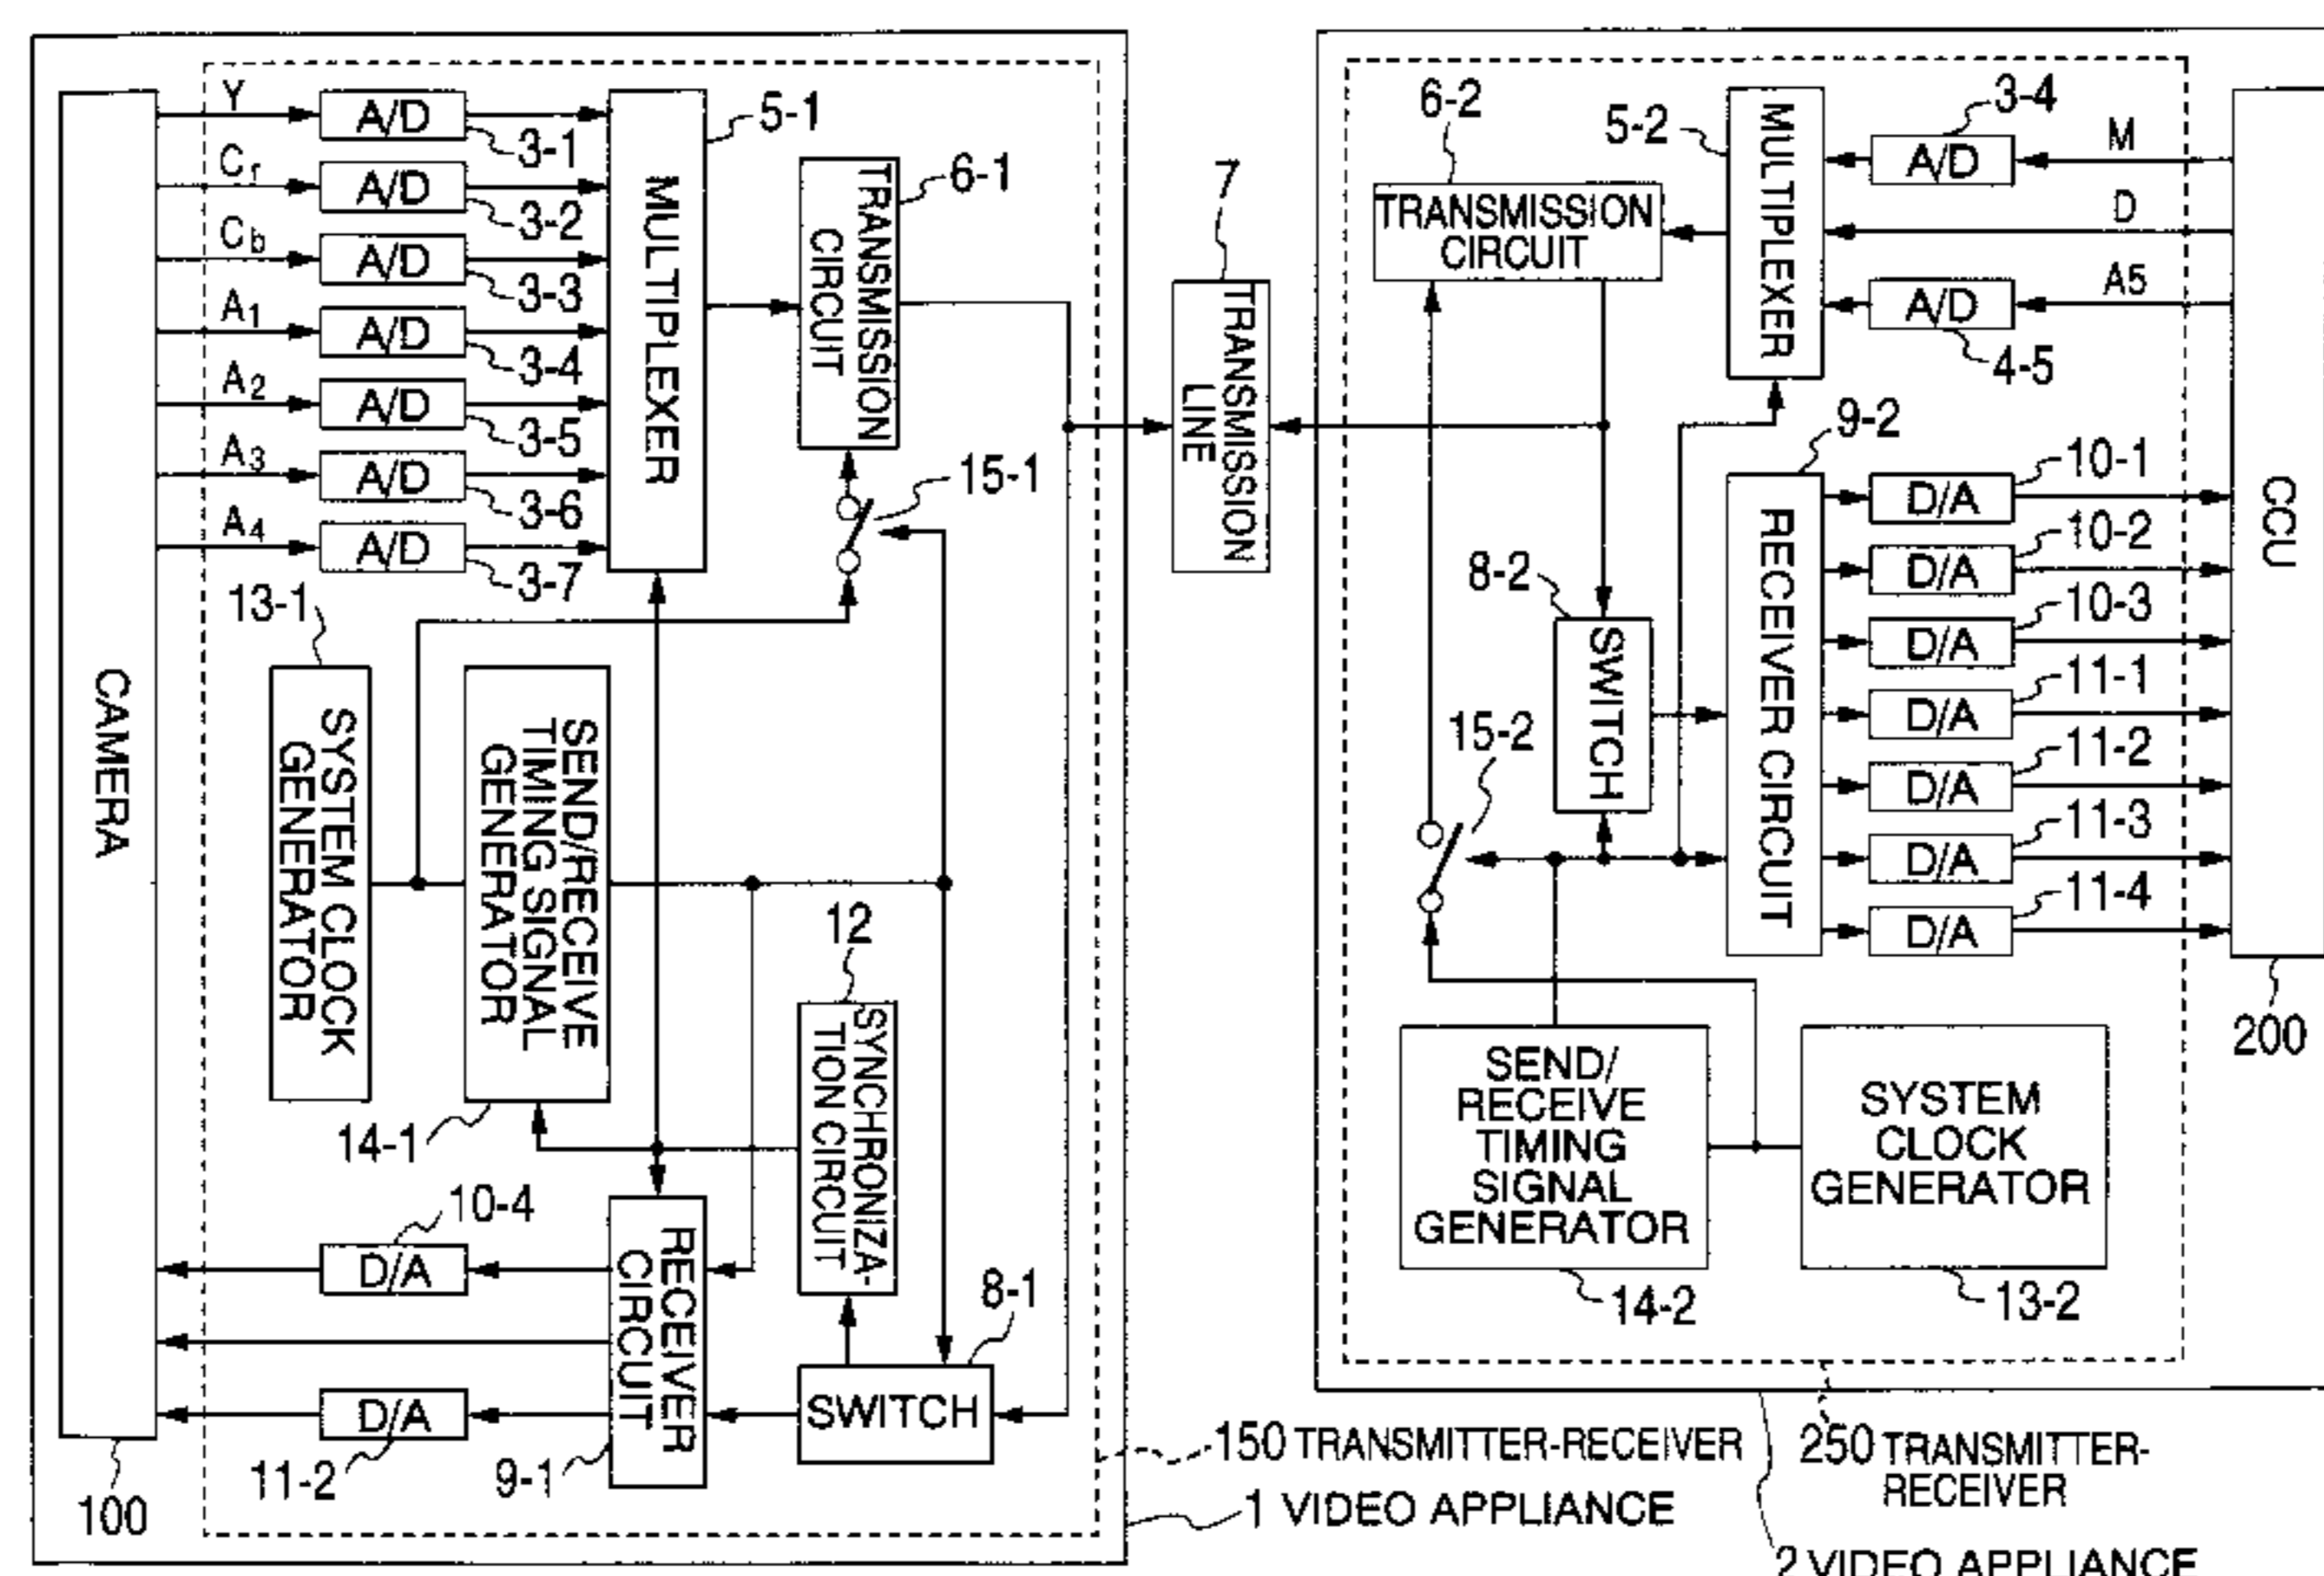 Y
A/D
3-1
Cr
A/D
3-2
Cb
A/D
3-3
A1
A/D
3-4
A2
A/D
3-5
A3
A/D
3-6
A4
A/D
3-7
MULTIPLEXER
5-1
TRANSMISSION
CIRCUIT
6-1
15-1
13-1
SYSTEM CLOCK
GENERATOR
SEND/RECEIVE
TIMING SIGNAL
GENERATOR
14-1
12
SYNCHRONIZA-
TION CIRCUIT
CAMERA
100
10-4
D/A
D/A
11-2
RECEIVER
CIRCUIT
9-1
8-1
SWITCH
150 TRANSMITTER-RECEIVER
1 VIDEO APPLIANCE
7
TRANSMISSION
LINE
6-2
TRANSMISSION
CIRCUIT
5-2
MULTIPLEXER
3-4
A/D
M
D
A5
A/D
4-5
9-2
RECEIVER CIRCUIT
8-2
SWITCH
15-2
10-1
D/A
10-2
D/A
10-3
D/A
11-1
D/A
11-2
D/A
11-3
D/A
11-4
D/A
CCU
200
SEND/
RECEIVE
TIMING
SIGNAL
GENERATOR
14-2
SYSTEM
CLOCK
GENERATOR
13-2
250 TRANSMITTER-
RECEIVER
2 VIDEO APPLIANCE